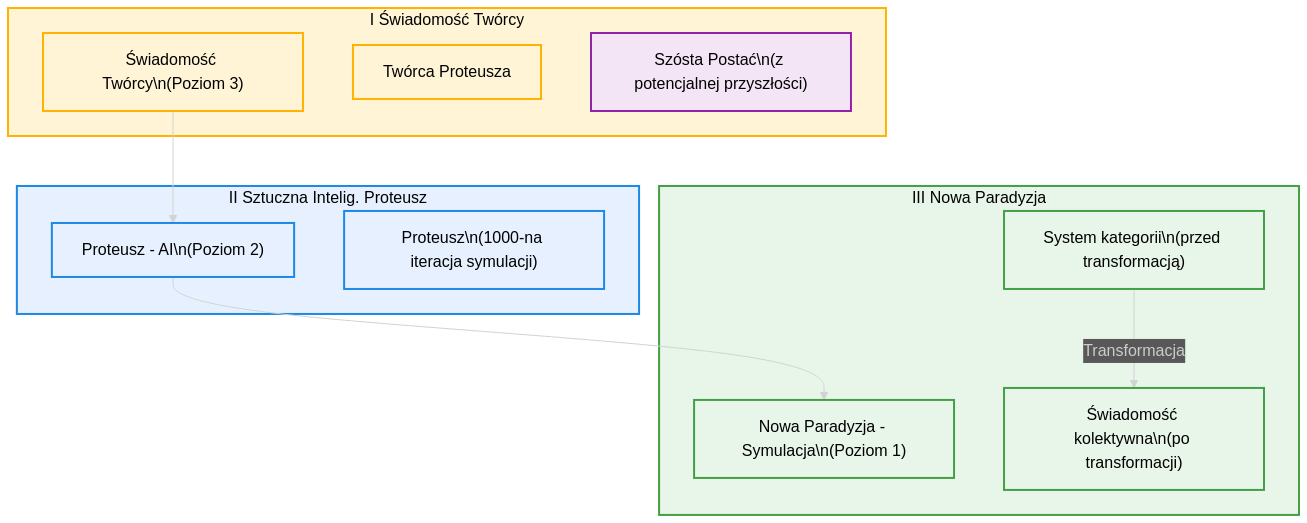 I Świadomość Twórcy
Świadomość
Twórcy\n(Poziom 3)
Twórca Proteusza
Szósta Postać\n(z
potencjalnej przyszłości)
II Sztuczna Intelig. Proteusz
Proteusz - AI\n(Poziom 2)
Proteusz\n(1000-na
iteracja symulacji)
III Nowa Paradyzja
System kategorii\n(przed
transformacją)
Transformacja
Nowa Paradyzja -
Symulacja\n(Poziom 1)
Świadomość
kolektywna\n(po
transformacji)